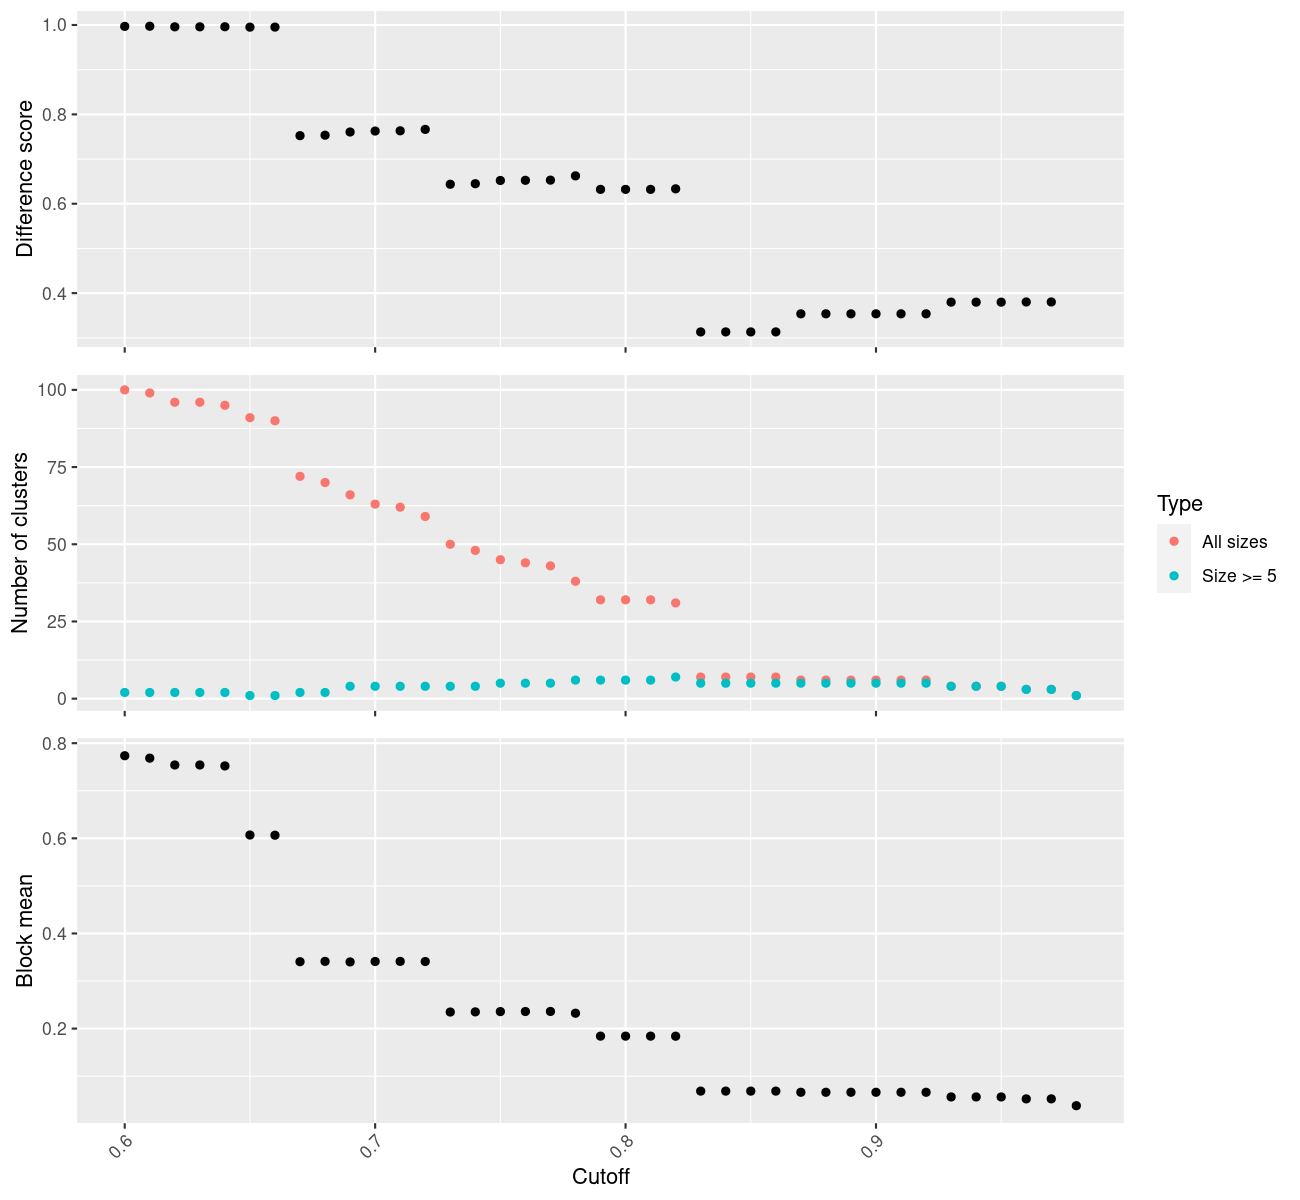 1.0
0.8
0.6
0.4
Difference score
100
75
50
25
0
Number of clusters
Type
All sizes
Size >= 5
0.8
0.6
0.4
0.2
Block mean
0.6
0.7
0.8
0.9
Cutoff